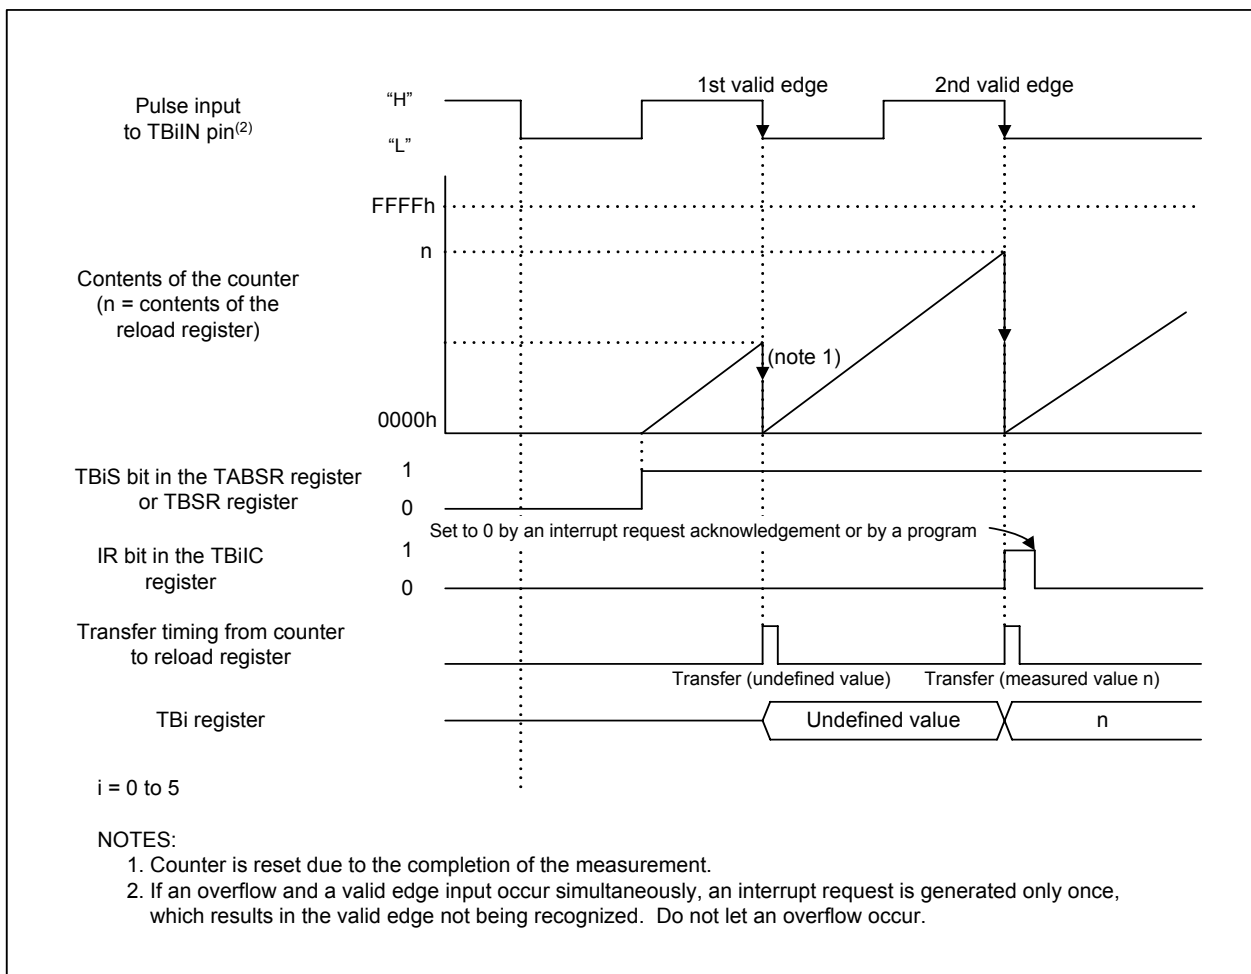 1st valid edge
2nd valid edge
Pulse input
to TBiIN pin(2)
“H”
“L”
FFFFh
n
Contents of the counter
(n = contents of the
reload register)
(note 1)
0000h
TBiS bit in the TABSR register
or TBSR register
1
0
Set to 0 by an interrupt request acknowledgement or by a program
IR bit in the TBiIC
register
1
0
Transfer timing from counter
to reload register
Transfer (undefined value)
Transfer (measured value n)
TBi register
Undefined value
n
i = 0 to 5
NOTES:
1. Counter is reset due to the completion of the measurement.
2. If an overflow and a valid edge input occur simultaneously, an interrupt request is generated only once,
which results in the valid edge not being recognized. Do not let an overflow occur.